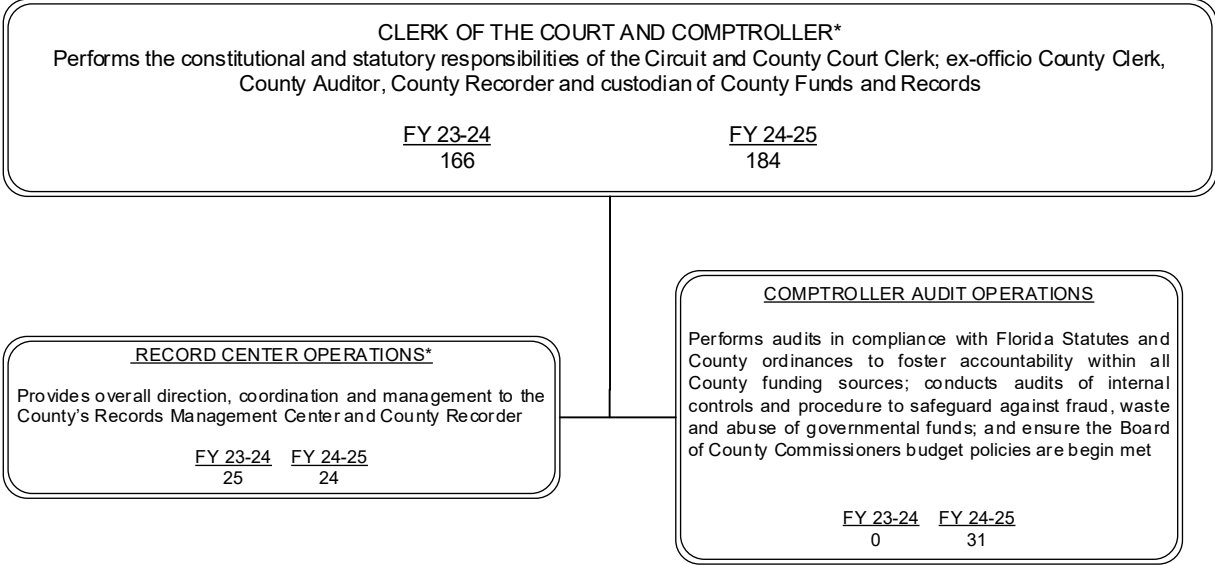 CLERK OF THE COURT AND COMPTROLLER*
Performs the constitutional and statutory responsibilities of the Circuit and County Court Clerk; ex-officio County Clerk,
County Auditor, County Recorder and custodian of County Funds and Records
FY 23-24 FY 24-25
166 184
RECORD CENTER OPERATIONS*
Provides overall direction, coordination and management to the
County's Records Management Center and County Recorder
FY 23-24 FY 24-25
25 24
COMPTROLLER AUDIT OPERATIONS
Performs audits in compliance with Florida Statutes and
County ordinances to foster accountability within all
County funding sources; conducts audits of internal
controls and procedure to safeguard against fraud, waste
and abuse of governmental funds; and ensure the Board
of County Commissioners budget policies are begin met
FY 23-24 FY 24-25
0 31